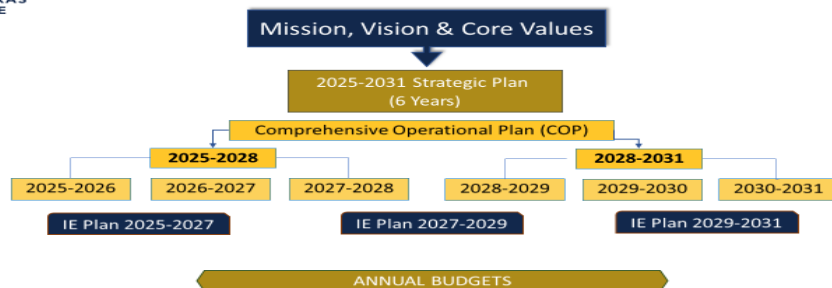 Mission, Vision & Core Values
2025-2031 Strategic Plan
(6 Years)
Comprehensive Operational Plan (COP)
2025-2028
2028-2031
2025-2026
2026-2027
2027-2028
2028-2029
2029-2030
2030-2031
IE Plan 2025-2027
IE Plan 2027-2029
IE Plan 2029-2031
ANNUAL BUDGETS